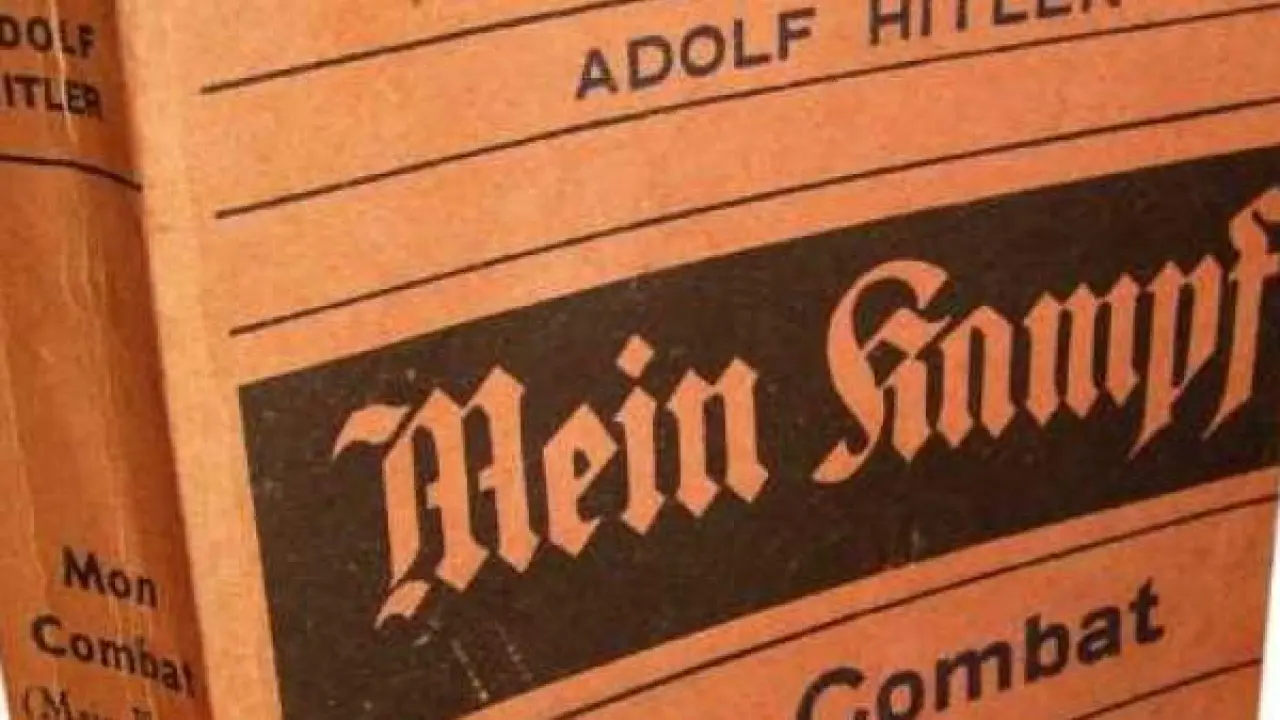 DOLF
ITLER
Mon
Combat
ADOLF HITLER
Mein Kampf
Combat